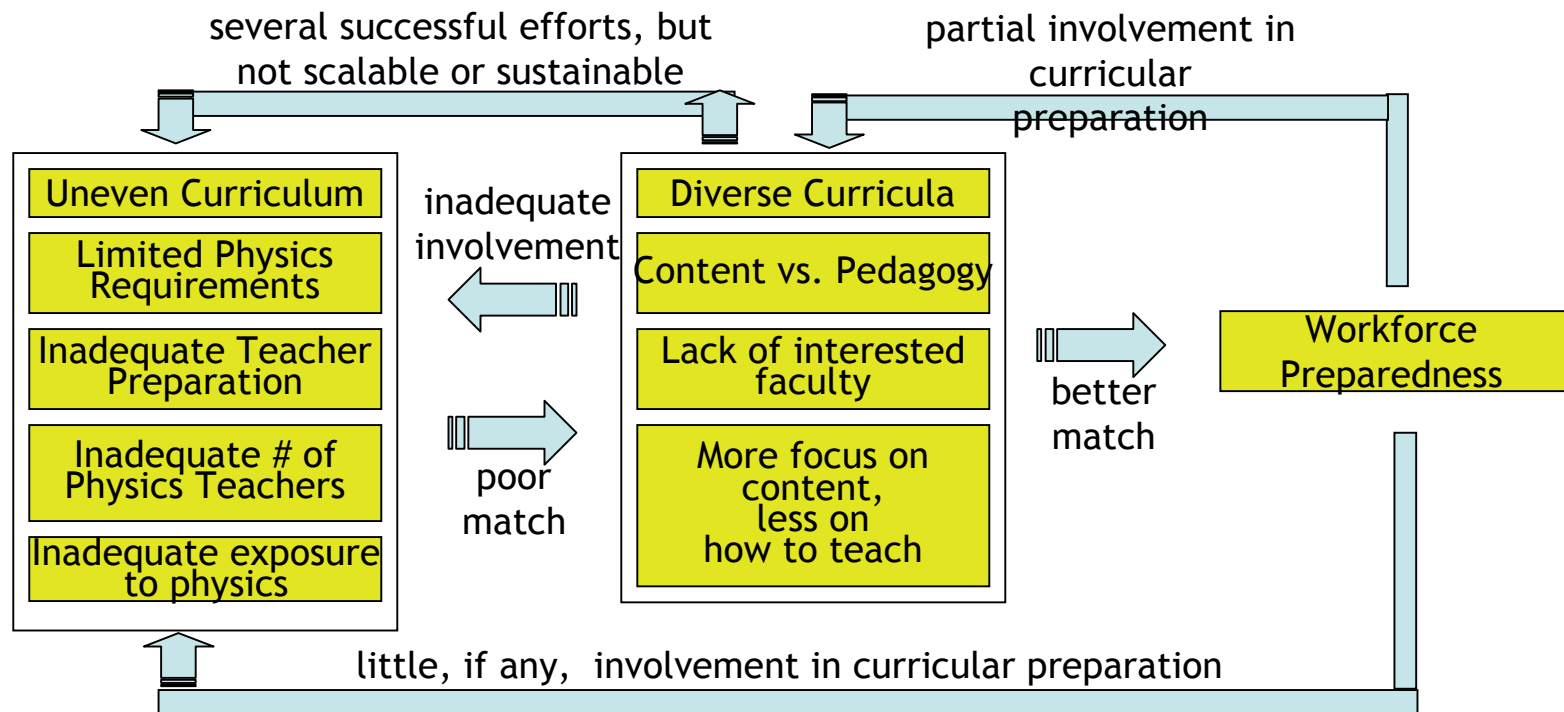 several successful efforts, but
not scalable or sustainable
partial involvement in
curricular
preparation
Uneven Curriculum
Limited Physics
Requirements
Inadequate Teacher
Preparation
Inadequate # of
Physics Teachers
Inadequate exposure
to physics
inadequate
involvement
poor
match
Diverse Curricula
Content vs. Pedagogy
Lack of interested
faculty
More focus on
content,
less on
how to teach
better
match
Workforce
Preparedness
little, if any, involvement in curricular preparation